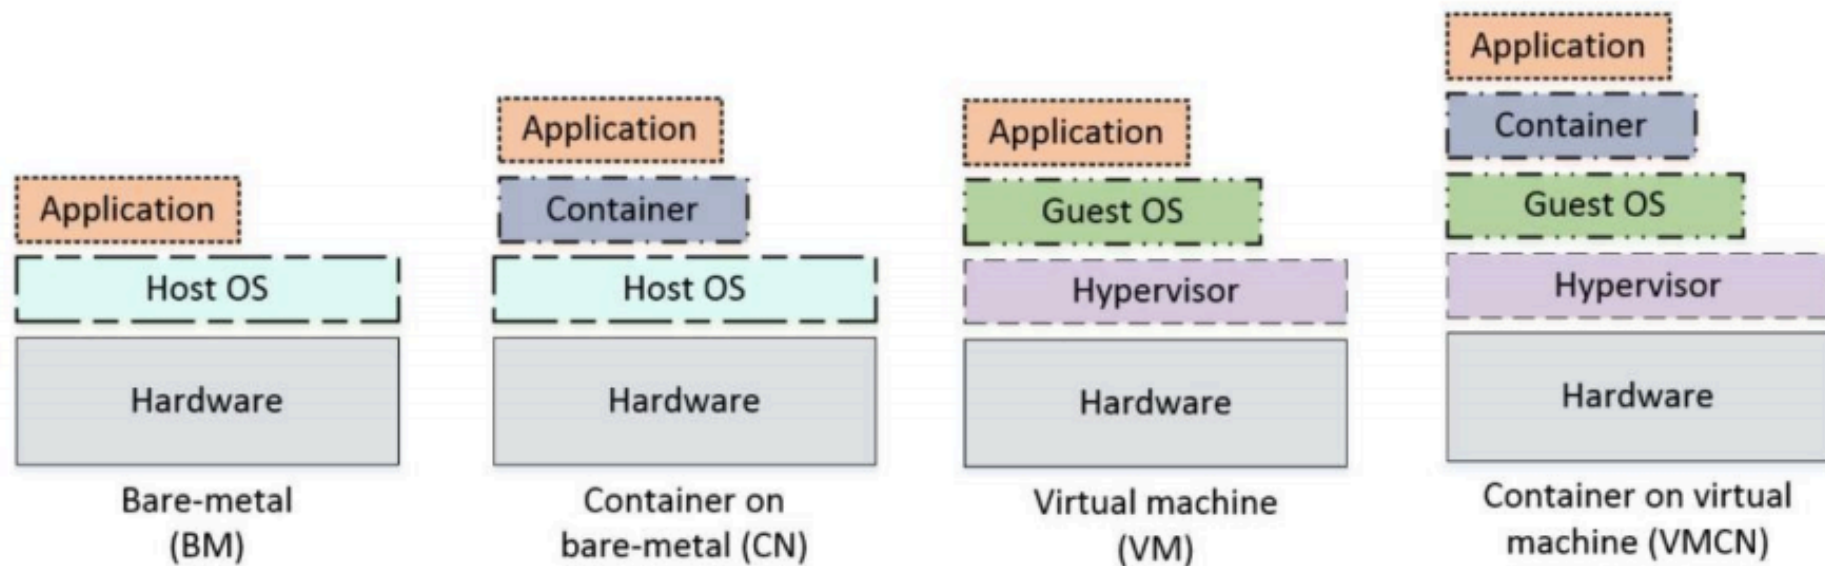 Application
Host OS
Hardware
Bare-metal
(BM)
Application
Container
Host OS
Hardware
Container on
bare-metal (CN)
Application
Guest OS
Hypervisor
Hardware
Virtual machine
(VM)
Application
Container
Guest OS
Hypervisor
Hardware
Container on virtual
machine (VMCN)